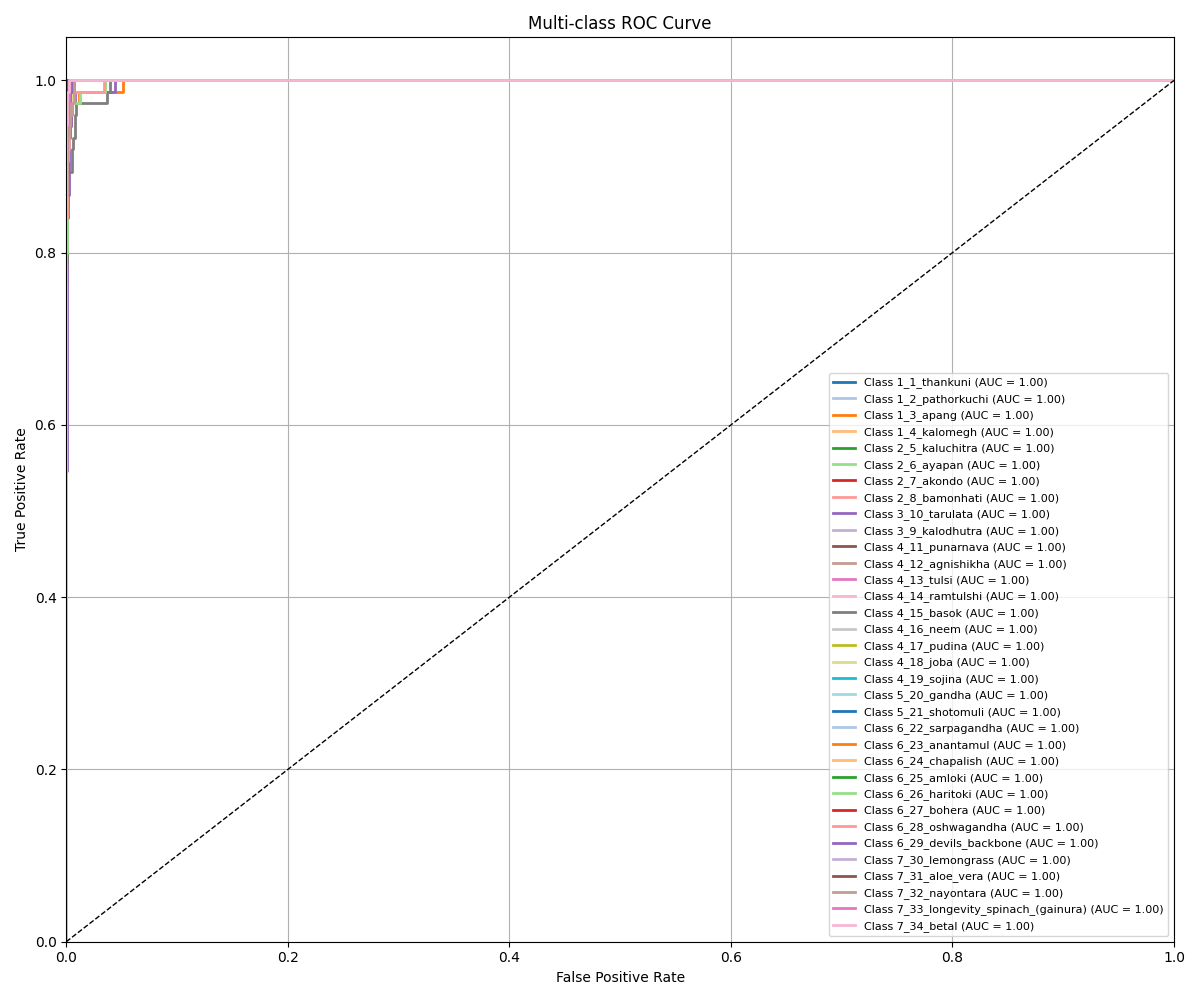 Multi-class ROC Curve
True Positive Rate
1.0
0.8
0.6
0.4
0.2
0.0
Class 1_1_thankuni (AUC = 1.00)
Class 1_2_pathorkuchi (AUC = 1.00)
Class 1_3_apang (AUC = 1.00)
Class 1_4_kalomegh (AUC = 1.00)
Class 2_5_kaluchitra (AUC = 1.00)
Class 2_6_ayapan (AUC = 1.00)
Class 2_7_akondo (AUC = 1.00)
Class 2_8_bamonhati (AUC = 1.00)
Class 3_10_tarulata (AUC = 1.00)
Class 3_9_kalodhutra (AUC = 1.00)
Class 4_11_punarnava (AUC = 1.00)
Class 4_12_agnishikha (AUC = 1.00)
Class 4_13_tulsi (AUC = 1.00)
Class 4_14_ramtulshi (AUC = 1.00)
Class 4_15_basok (AUC = 1.00)
Class 4_16_neem (AUC = 1.00)
Class 4_17_pudina (AUC = 1.00)
Class 4_18_joba (AUC = 1.00)
Class 4_19_sojina (AUC = 1.00)
Class 5_20_gandha (AUC = 1.00)
Class 5_21_shotomuli (AUC = 1.00)
Class 6_22_sarpagandha (AUC = 1.00)
Class 6_23_anantamul (AUC = 1.00)
Class 6_24_chapalish (AUC = 1.00)
Class 6_25_amloki (AUC = 1.00)
Class 6_26_haritoki (AUC = 1.00)
Class 6_27_bohera (AUC = 1.00)
Class 6_28_oshwagandha (AUC = 1.00)
Class 6_29_devils_backbone (AUC = 1.00)
Class 7_30_lemongrass (AUC = 1.00)
Class 7_31_aloe_vera (AUC = 1.00)
Class 7_32_nayontara (AUC = 1.00)
Class 7_33_longevity_spinach_(gainura) (AUC = 1.00)
Class 7_34_betal (AUC = 1.00)
0.0 0.2 0.4 0.6 0.8 1.0
False Positive Rate